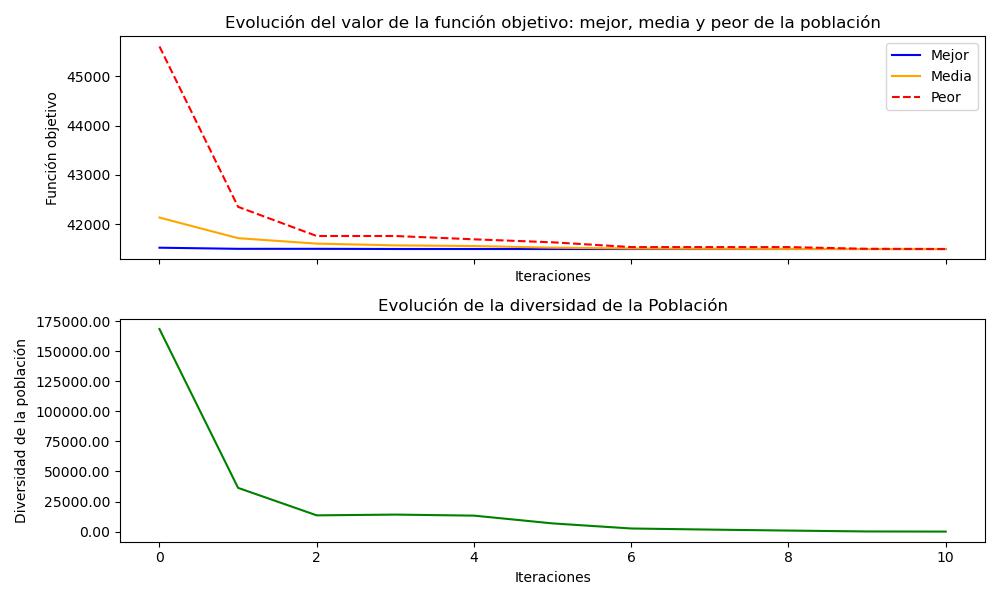 Evolución del valor de la función objetivo: mejor, media y peor de la población
Función objetivo
45000
44000
43000
42000
Mejor
Media
Peor
Iteraciones
Evolución de la diversidad de la Población
Diversidad de la población
175000.00
150000.00
125000.00
100000.00
75000.00
50000.00
25000.00
0.00
0 2 4 6 8 10
Iteraciones